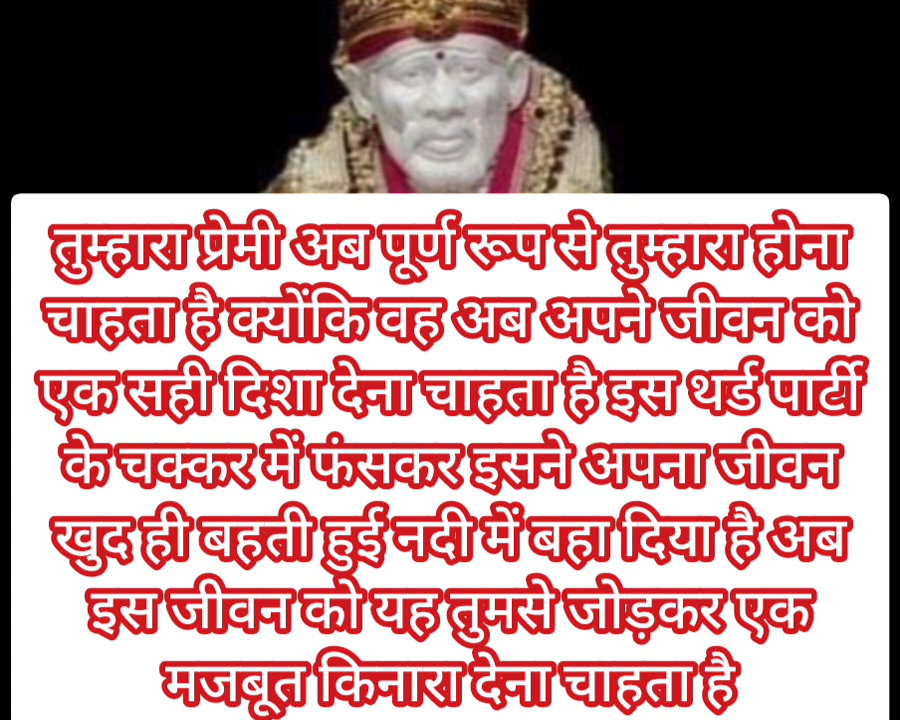 तुम्हारा प्रेमी अब पूर्ण रूप से तुम्हारा होना
चाहता है क्योंकि वह अब अपने जीवन को
एक सही दिशा देना चाहता है इस थर्ड पार्टी
के चक्कर में फंसकर इसने अपना जीवन
खुद ही बहती हुई नदी में बहा दिया है अब
इस जीवन को यह तुमसे जोड़कर एक
मजबूत किनारा देना चाहता है